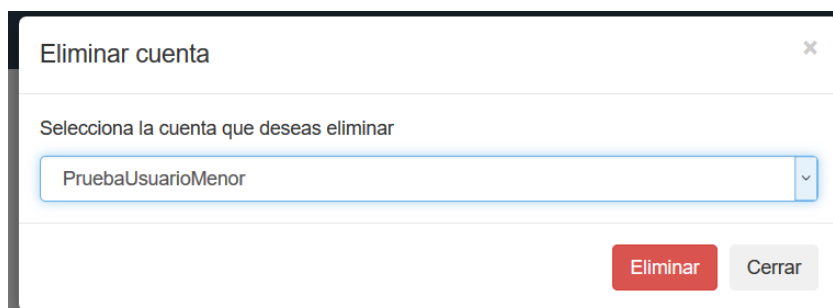 Eliminar cuenta
Selecciona la cuenta que deseas eliminar
PruebaUsuarioMenor
Eliminar Cerrar